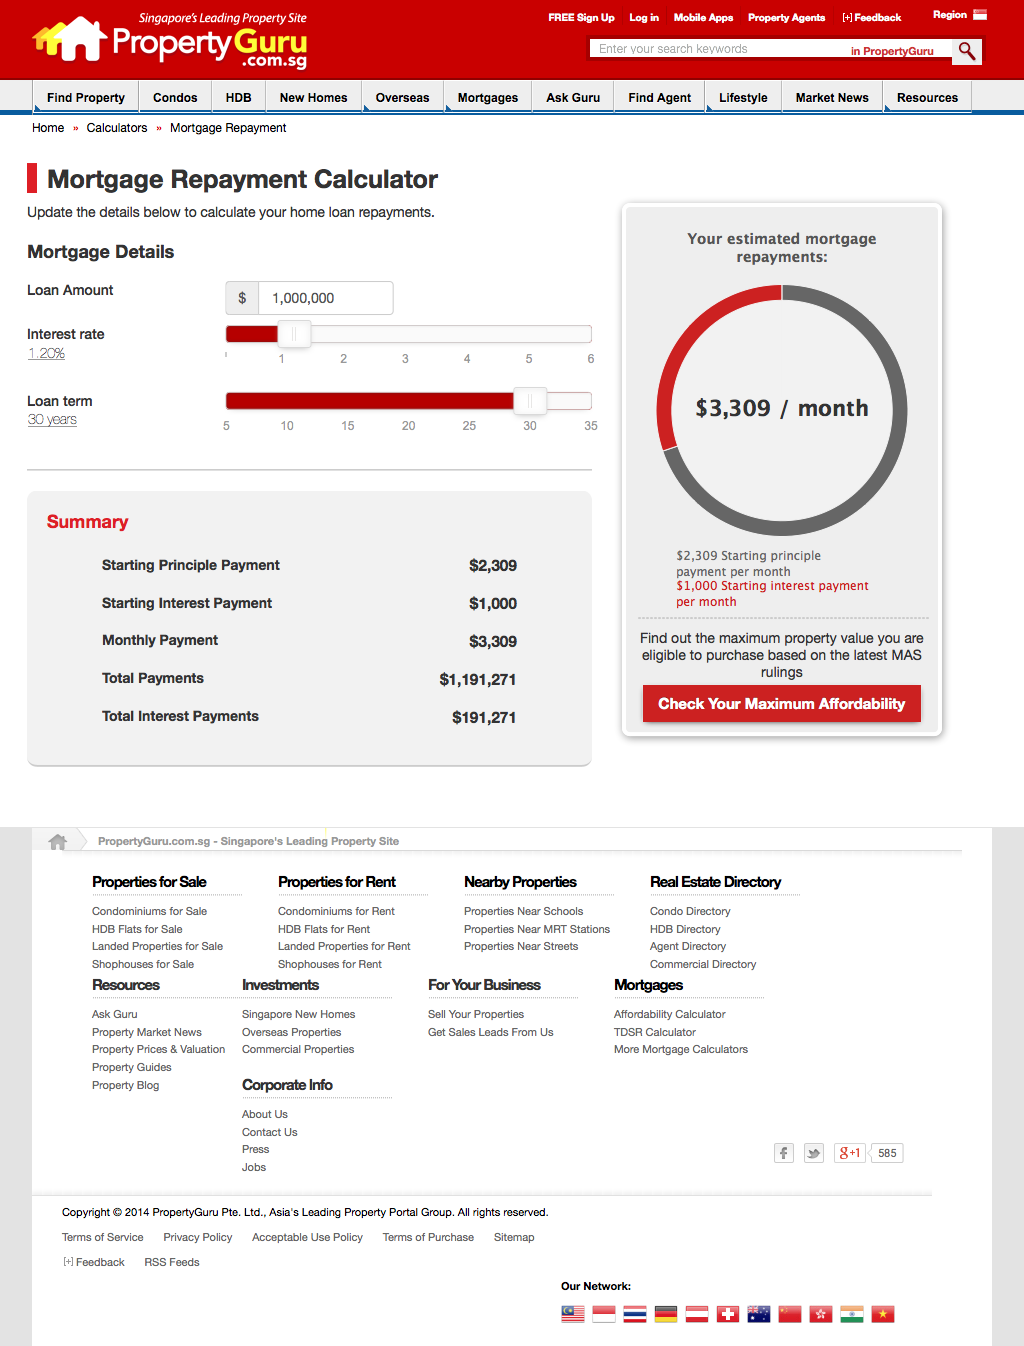 Singapore's Leading Property Site
PropertyGuru
.com.sg
FREE Sign Up Log in Mobile Apps Property Agents [+] Feedback Region
Enter your search keywords in PropertyGuru
Find Property Condos HDB New Homes Overseas Mortgages Ask Guru Find Agent Lifestyle Market News Resources
Home » Calculators » Mortgage Repayment
Mortgage Repayment Calculator
Update the details below to calculate your home loan repayments.
Mortgage Details
Loan Amount $ 1,000,000
Interest rate
1.20%
1 2 3 4 5 6
Loan term
30 years
5 10 15 20 25 30 35
Summary
Starting Principle Payment $2,309
Starting Interest Payment $1,000
Monthly Payment $3,309
Total Payments $1,191,271
Total Interest Payments $191,271
Your estimated mortgage
repayments:
$3,309 / month
$2,309 Starting principle
payment per month
$1,000 Starting interest payment
per month
Find out the maximum property value you are
eligible to purchase based on the latest MAS
rulings
Check Your Maximum Affordability
PropertyGuru.com.sg - Singapore's Leading Property Site
Properties for Sale
Condominiums for Sale
HDB Flats for Sale
Landed Properties for Sale
Shophouses for Sale
Properties for Rent
Condominiums for Rent
HDB Flats for Rent
Landed Properties for Rent
Shophouses for Rent
Nearby Properties
Properties Near Schools
Properties Near MRT Stations
Properties Near Streets
Real Estate Directory
Condo Directory
HDB Directory
Agent Directory
Commercial Directory
Resources
Ask Guru
Property Market News
Property Prices & Valuation
Property Guides
Property Blog
Investments
Singapore New Homes
Overseas Properties
Commercial Properties
For Your Business
Sell Your Properties
Get Sales Leads From Us
Mortgages
Affordability Calculator
TDSR Calculator
More Mortgage Calculators
Corporate Info
About Us
Contact Us
Press
Jobs
f g+1 585
Copyright © 2014 PropertyGuru Pte. Ltd., Asia's Leading Property Portal Group. All rights reserved.
Terms of Service Privacy Policy Acceptable Use Policy Terms of Purchase Sitemap
[+] Feedback RSS Feeds
Our Network: